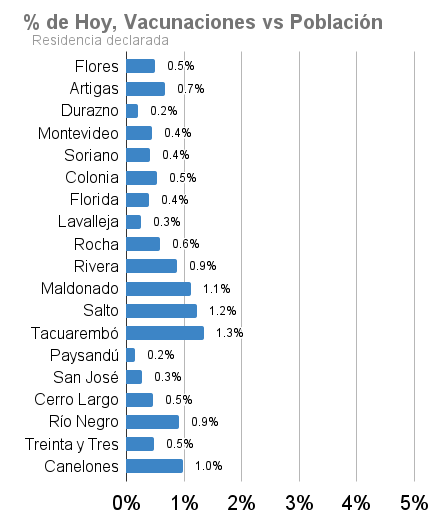 % de Hoy, Vacunaciones vs Población
Residencia declarada
Flores 0.5%
Artigas 0.7%
Durazno 0.2%
Montevideo 0.4%
Soriano 0.4%
Colonia 0.5%
Florida 0.4%
Lavalleja 0.3%
Rocha 0.6%
Rivera 0.9%
Maldonado 1.1%
Salto 1.2%
Tacuarembó 1.3%
Paysandú 0.2%
San José 0.3%
Cerro Largo 0.5%
Río Negro 0.9%
Treinta y Tres 0.5%
Canelones 1.0%
0% 1% 2% 3% 4% 5%